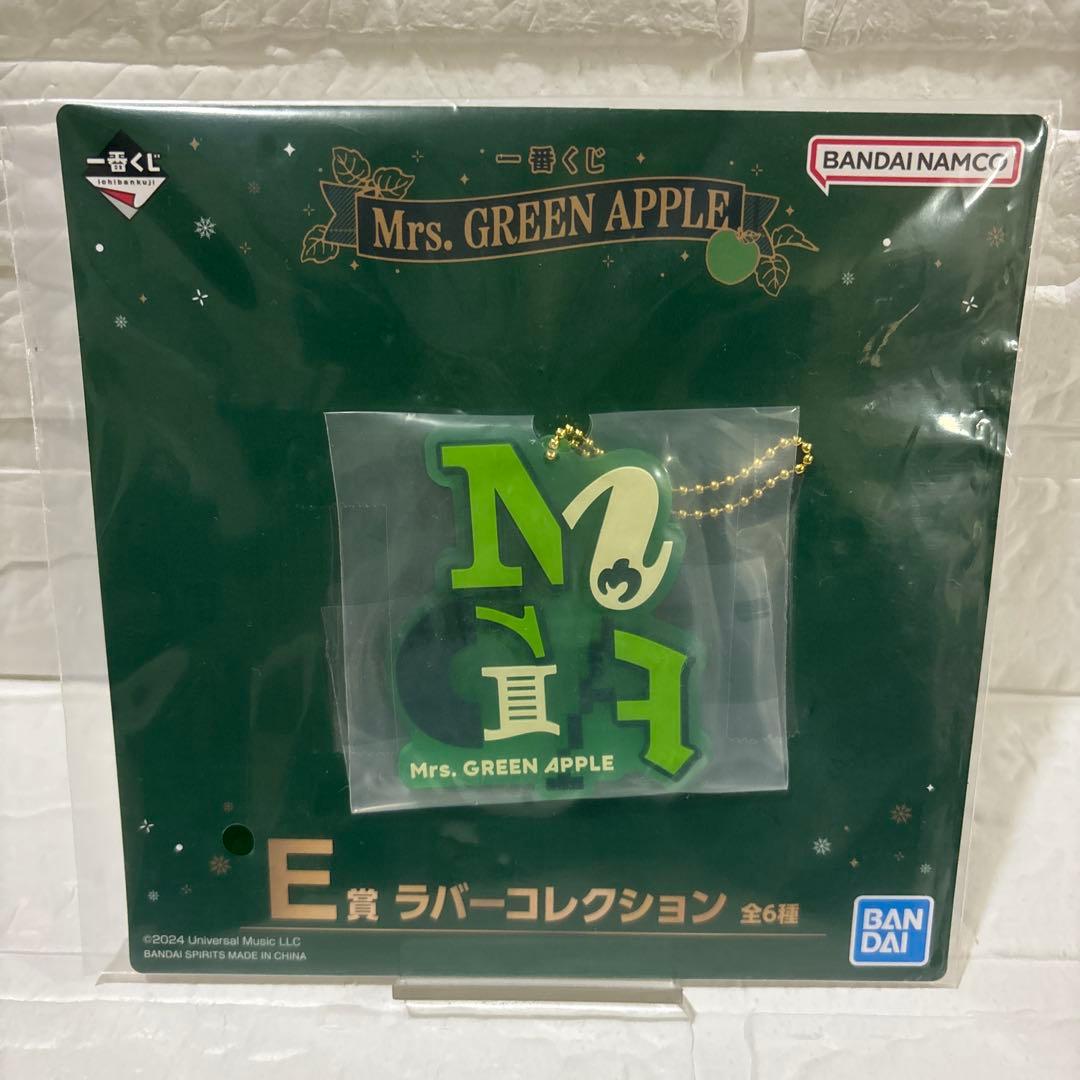 一番くじ
ichibankuji
一番くじ
Mrs. GREEN APPLE
BANDAI NAMCO
Mrs. GREEN APPLE
E賞 ラバーコレクション 全6種
©2024 Universal Music LLC
BANDAI SPIRITS MADE IN CHINA
BAN
DAI